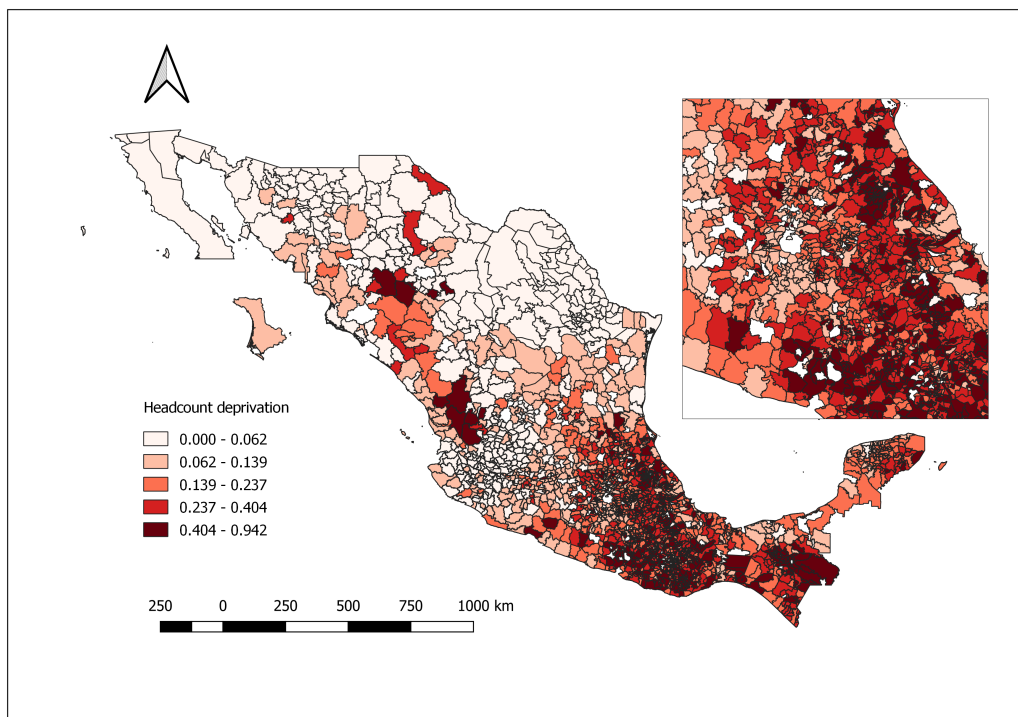 Headcount deprivation
0.000 - 0.062
0.062 - 0.139
0.139 - 0.237
0.237 - 0.404
0.404 - 0.942
250 0 250 500 750 1000 km